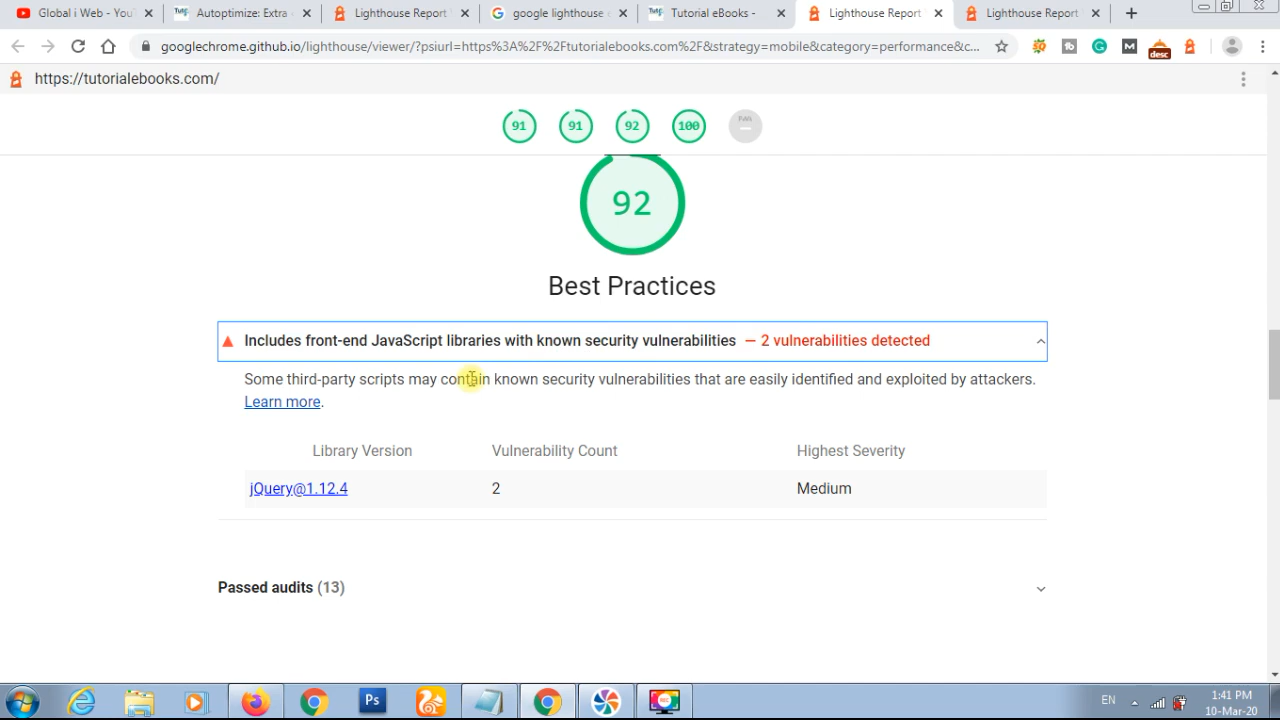 Global i Web - YouT
Autoptimize: Extra
Lighthouse Report
google lighthouse
Tutorial eBooks -
Lighthouse Report
Lighthouse Report
googlechrome.github.io/lighthouse/viewer/?psiurl=https%3A%2F%2Ftutorialebooks.com%2F&strategy=mobile&category=performance&c...
desc
https://tutorialebooks.com/
91
91
92
100
PWA
92
Best Practices
Includes front-end JavaScript libraries with known security vulnerabilities — 2 vulnerabilities detected
Some third-party scripts may contain known security vulnerabilities that are easily identified and exploited by attackers.
Learn more.
Library Version Vulnerability Count Highest Severity
jQuery@1.12.4 2 Medium
Passed audits (13)
Ps
EN
1:41 PM
10-Mar-20